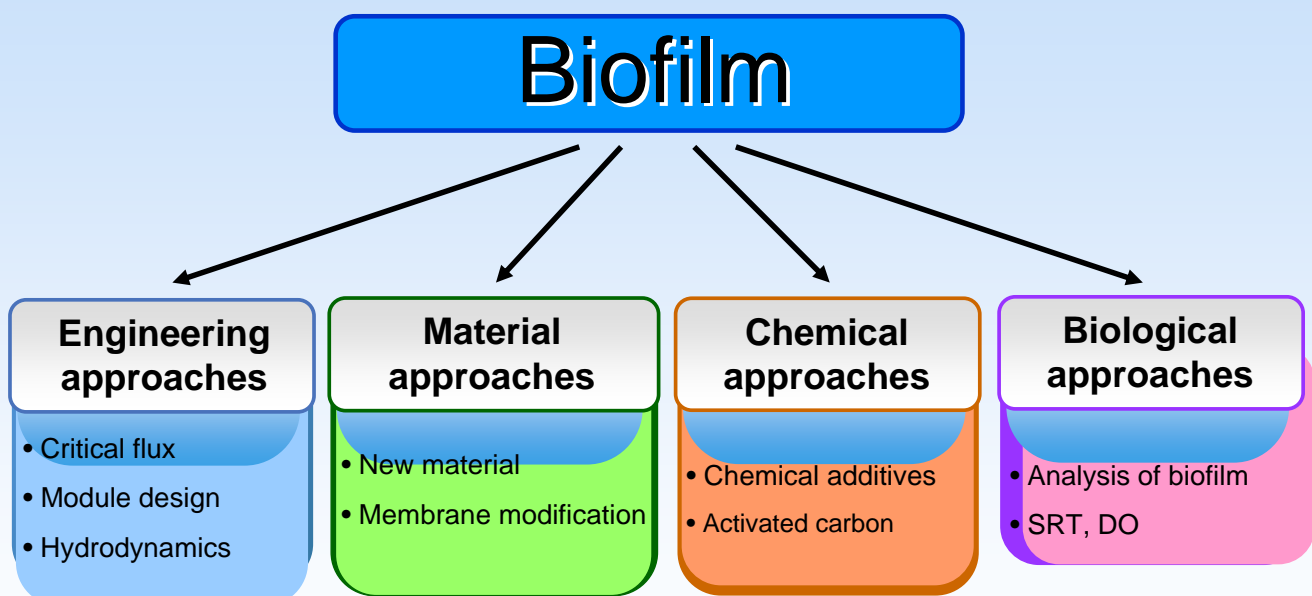 Biofilm
Engineering
approaches
• Critical flux
• Module design
• Hydrodynamics
Material
approaches
• New material
• Membrane modification
Chemical
approaches
• Chemical additives
• Activated carbon
Biological
approaches
• Analysis of biofilm
• SRT, DO